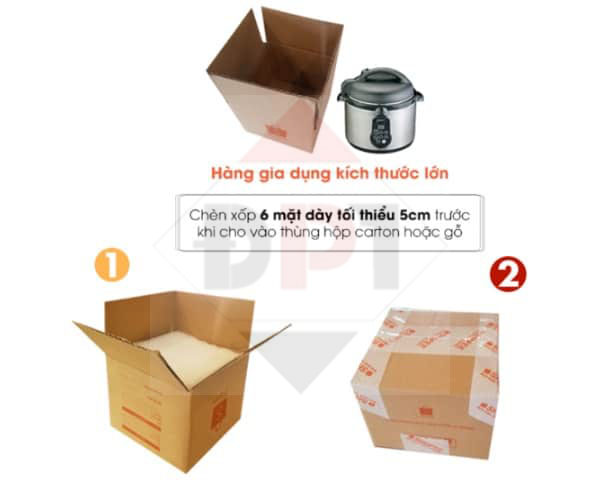 Hàng gia dụng kích thước lớn
Chèn xốp 6 mặt dày tối thiểu 5cm trước
khi cho vào thùng hộp carton hoặc gỗ
1
2
ĐPT